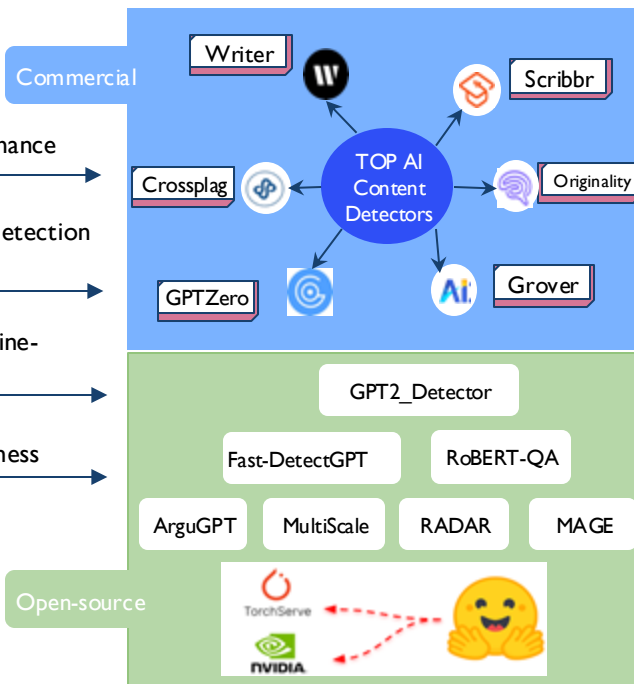 Commercial
Writer
Scribbr
TOP AI
Content
Detectors
Crossplag
Originality
GPTZero
Ai
Grover
etection
GPT2_Detector
Fast-DetectGPT
RoBERT-QA
ArguGPT
MultiScale
RADAR
MAGE
Open-source
TorchServe
NVIDIA.
nance
ine-
ness